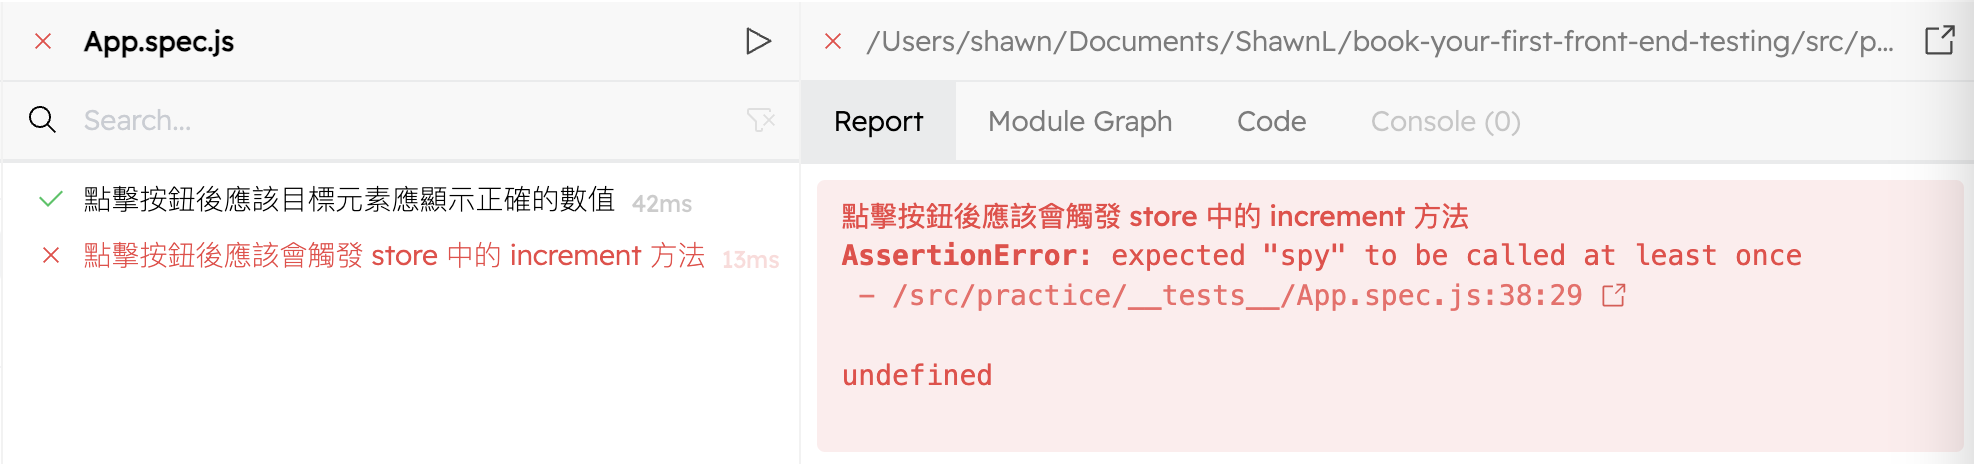 App.spec.js
Search...
點擊按鈕後應該目標元素應顯示正確的數值 42ms
點擊按鈕後應該會觸發 store 中的 increment 方法 13ms
/Users/shawn/Documents/ShawnL/book-your-first-front-end-testing/src/p...
Report Module Graph Code Console (0)
點擊按鈕後應該會觸發 store 中的 increment 方法
AssertionError: expected "spy" to be called at least once
- /src/practice/__tests__/App.spec.js:38:29
undefined